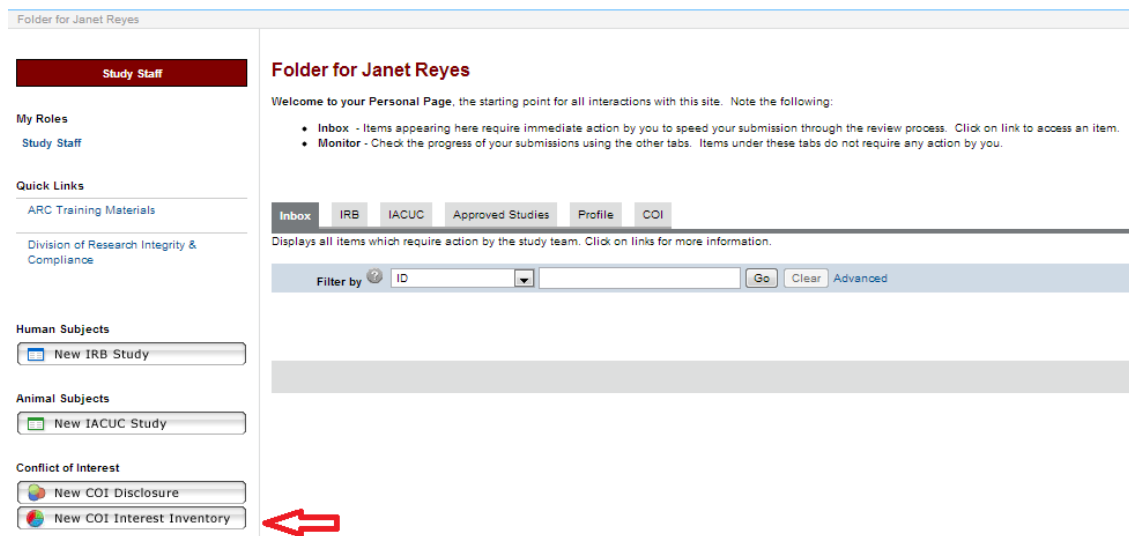 Folder for Janet Reyes
Study Staff
My Roles
Study Staff
Quick Links
ARC Training Materials
Division of Research Integrity &
Compliance
Human Subjects
New IRB Study
Animal Subjects
New IACUC Study
Conflict of Interest
New COI Disclosure
New COI Interest Inventory
Folder for Janet Reyes
Welcome to your Personal Page, the starting point for all interactions with this site. Note the following:
• Inbox - Items appearing here require immediate action by you to speed your submission through the review process. Click on link to access an item.
• Monitor - Check the progress of your submissions using the other tabs. Items under these tabs do not require any action by you.
Inbox IRB IACUC Approved Studies Profile COI
Displays all items which require action by the study team. Click on links for more information.
Filter by ? ID Go Clear Advanced